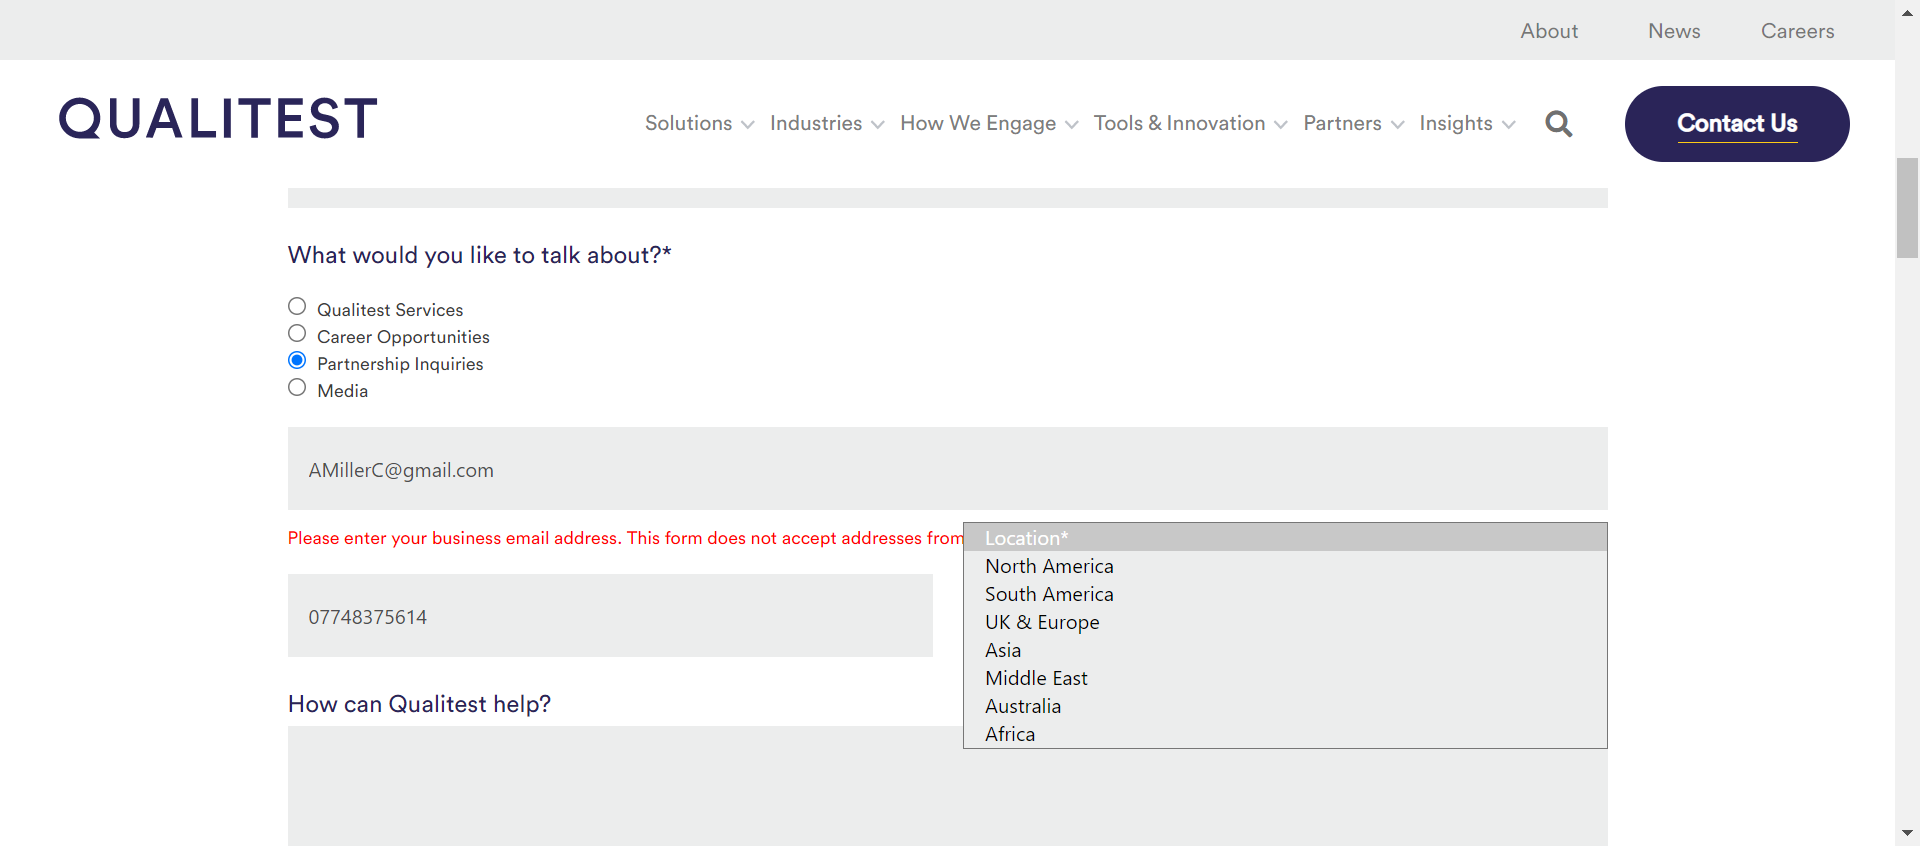 About News Careers
QUALITEST
Solutions Industries How We Engage Tools & Innovation Partners Insights
Contact Us
What would you like to talk about?*
Qualitest Services
Career Opportunities
Partnership Inquiries
Media
AMillerC@gmail.com
Please enter your business email address. This form does not accept addresses from
07748375614
Location*
North America
South America
UK & Europe
Asia
Middle East
Australia
Africa
How can Qualitest help?